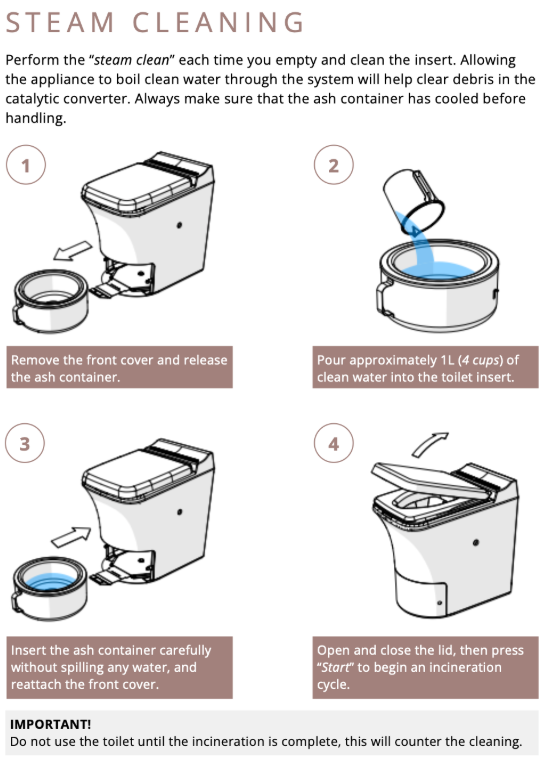 STEAM CLEANING
Perform the “steam clean” each time you empty and clean the insert. Allowing
the appliance to boil clean water through the system will help clear debris in the
catalytic converter. Always make sure that the ash container has cooled before
handling.
1
2
Remove the front cover and release
the ash container.
Pour approximately 1L (4 cups) of
clean water into the toilet insert.
3
4
Insert the ash container carefully
without spilling any water, and
reattach the front cover.
Open and close the lid, then press
“Start” to begin an incineration
cycle.
IMPORTANT!
Do not use the toilet until the incineration is complete, this will counter the cleaning.